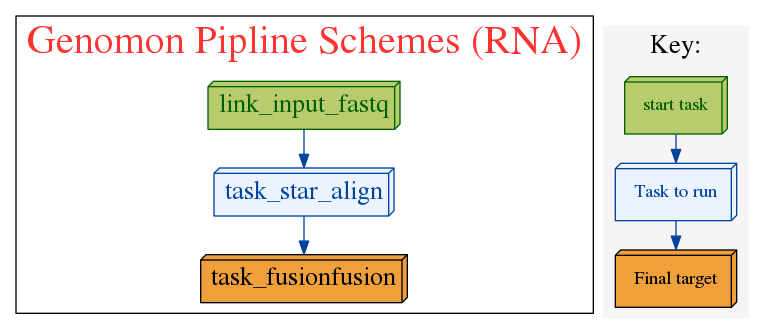 Genomon Pipline Schemes (RNA)
link_input_fastq
task_star_align
task_fusionfusion
Key:
start task
Task to run
Final target